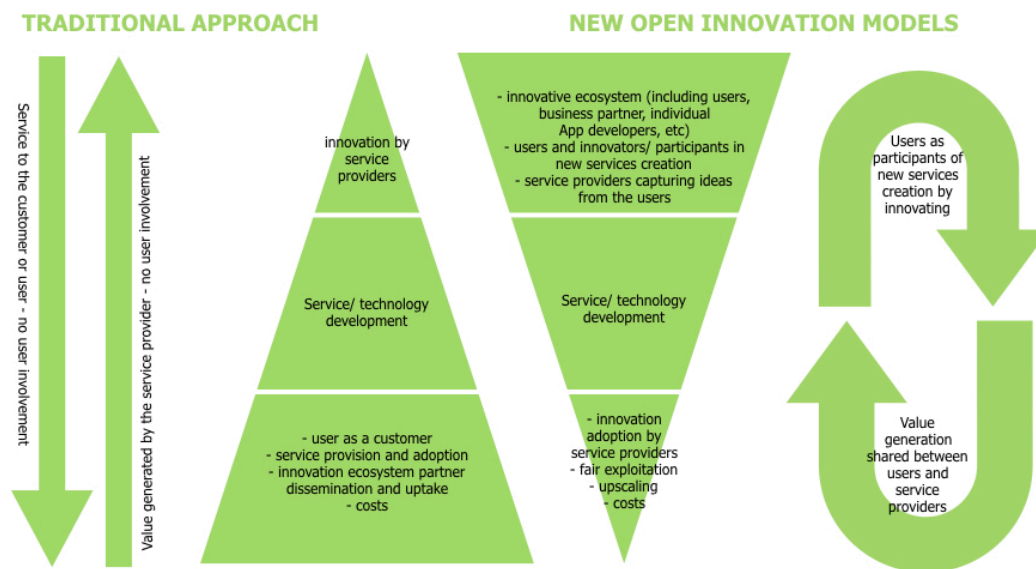 TRADITIONAL APPROACH
NEW OPEN INNOVATION MODELS
Service to the customer or user - no user involvement
Value generated by the service provider - no user involvement
innovation by
service
providers
Service/ technology
development
- user as a customer
- service provision and adoption
- innovation ecosystem partner
dissemination and uptake
- costs
- innovative ecosystem (including users,
business partner, individual
App developers, etc)
- users and innovators/ participants in
new services creation
- service providers capturing ideas
from the users
Service/ technology
development
- innovation
adoption by
service providers
- fair exploitation
- upscaling
- costs
Users as
participants of
new services
creation by
innovating
Value
generation
shared between
users and
service
providers